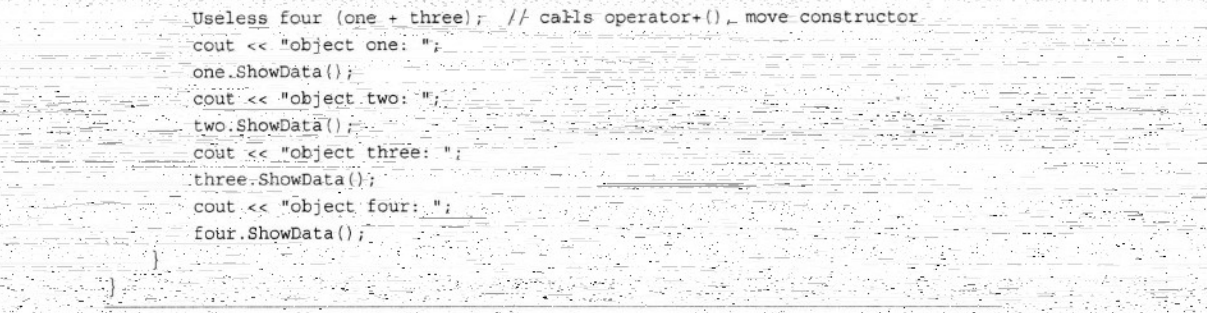 Useless four (one + three);  // calls operator+(), move constructor
cout << "object one: ";
one.ShowData();
cout << "object two: ";
two.ShowData();
cout << "object three: ";
three.ShowData();
cout << "object four: ";
four.ShowData();
}
}